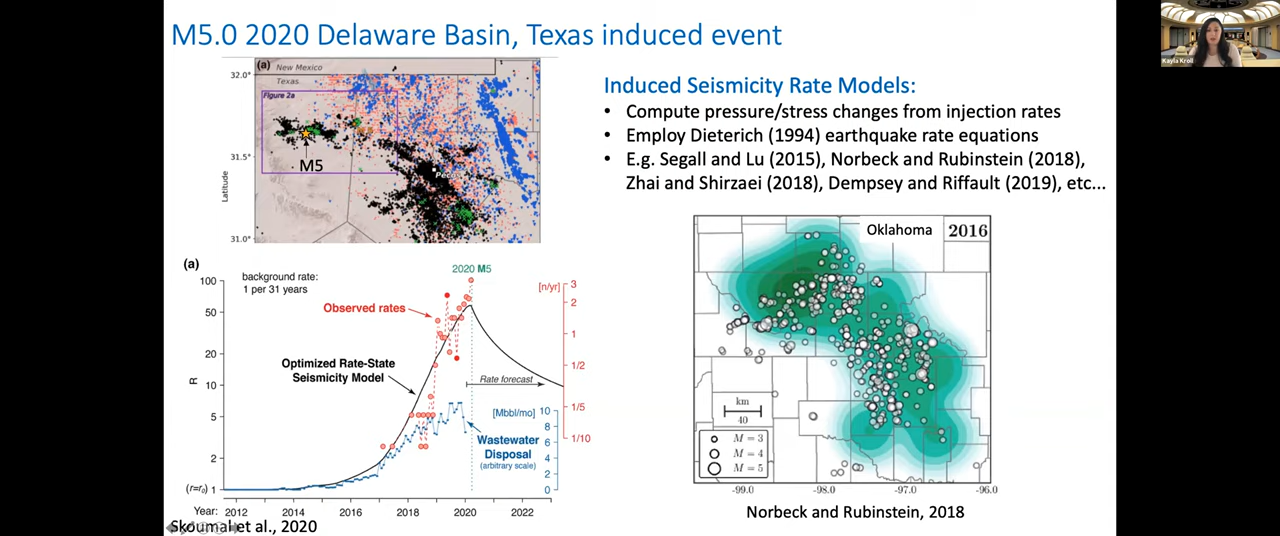 M5.0 2020 Delaware Basin, Texas induced event
Kayla Kroll
(a)
New Mexico
Texas
Figure 2a
32.0°
31.5°
31.0°
Latitude
M5
Induced Seismicity Rate Models:
• Compute pressure/stress changes from injection rates
• Employ Dieterich (1994) earthquake rate equations
• E.g. Segall and Lu (2015), Norbeck and Rubinstein (2018),
Zhai and Shirzaei (2018), Dempsey and Riffault (2019), etc...
(a)
background rate:
1 per 31 years
2020 M5
[n/yr]
Observed rates
Optimized Rate-State
Seismicity Model
Rate forecast
[Mbbl/mo]
Wastewater
Disposal
(arbitrary scale)
R
100
50
20
10
5
2
(r=r₀) 1
3
2
1
1/2
1/5
1/10
10
8
6
4
2
0
Year: 2012 2014 2016 2018 2020 2022
Skoumal et al., 2020
Oklahoma
2016
km
40
M = 3
M = 4
M = 5
-99.0 -98.0 -97.0 -96.0
Norbeck and Rubinstein, 2018